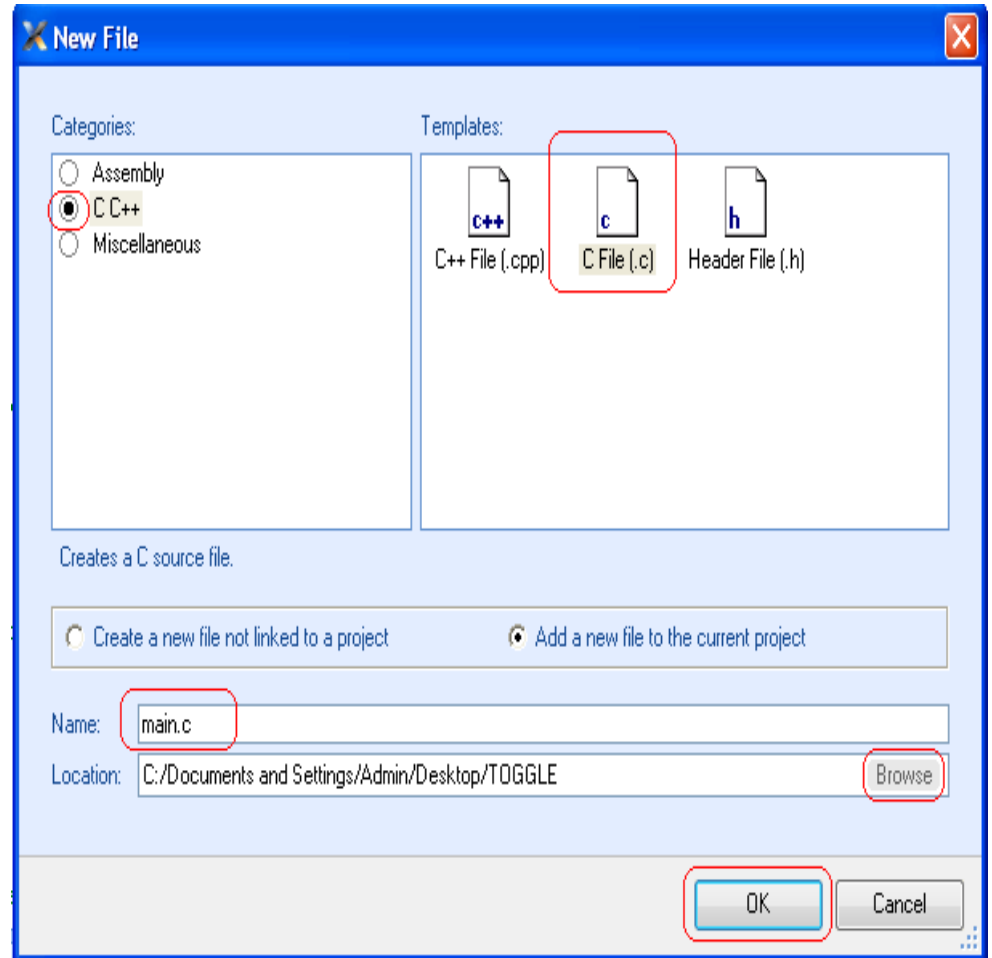 New File
Categories:
Templates:
Assembly
C C++
Miscellaneous
c++
c
h
C++ File (.cpp)
C File (.c)
Header File (.h)
Creates a C source file.
Create a new file not linked to a project
Add a new file to the current project
Name:
main.c
Location:
C:/Documents and Settings/Admin/Desktop/TOGGLE
Browse
OK
Cancel